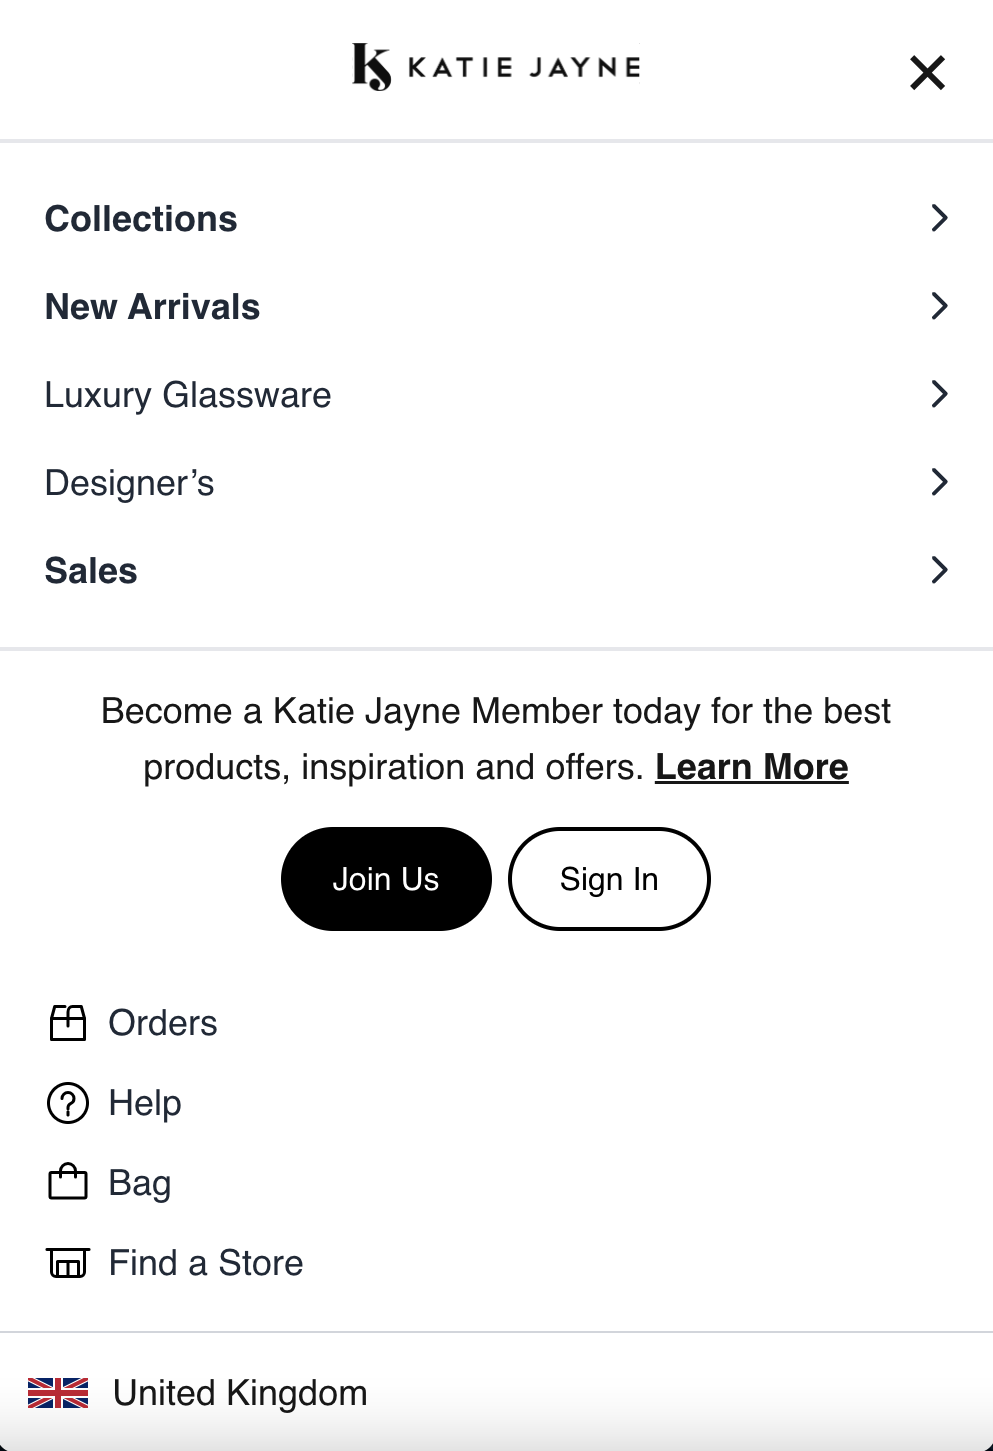 KATIE JAYNE
Collections
New Arrivals
Luxury Glassware
Designer’s
Sales
Become a Katie Jayne Member today for the best
products, inspiration and offers. Learn More
Join Us
Sign In
Orders
Help
Bag
Find a Store
United Kingdom